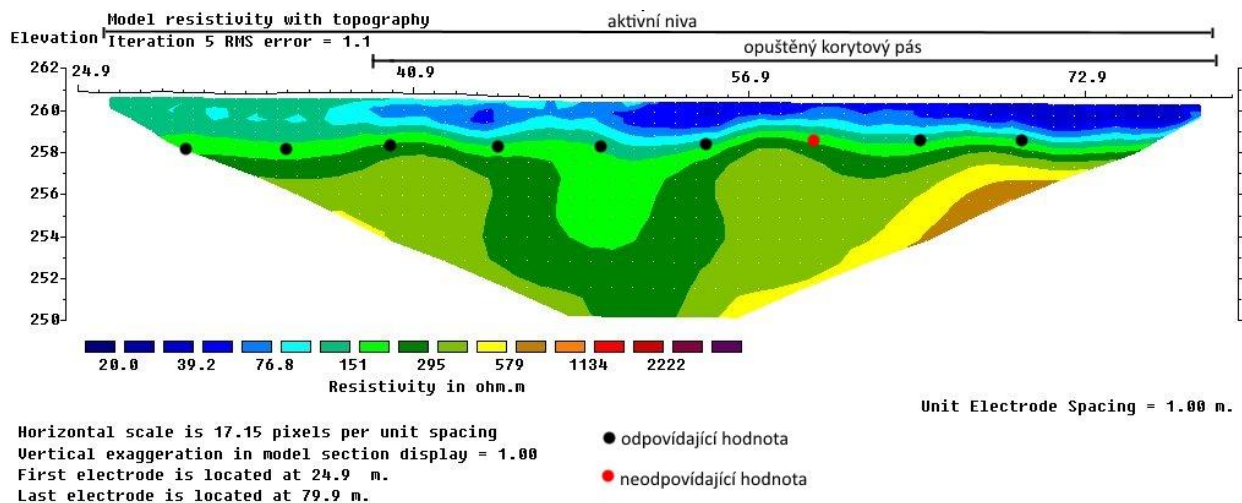 Model resistivity with topography
aktivní niva
Elevation Iteration 5 RMS error = 1.1
opuštěný korytový pás
262 24.9 40.9 56.9 72.9
260
258
256
254
252
250
20.0 39.2 76.8 151 295 579 1134 2222
Resistivity in ohm.m
Unit Electrode Spacing = 1.00 m.
Horizontal scale is 17.15 pixels per unit spacing
Vertical exaggeration in model section display = 1.00
First electrode is located at 24.9 m.
Last electrode is located at 79.9 m.
odpovídající hodnota
neodpovídající hodnota